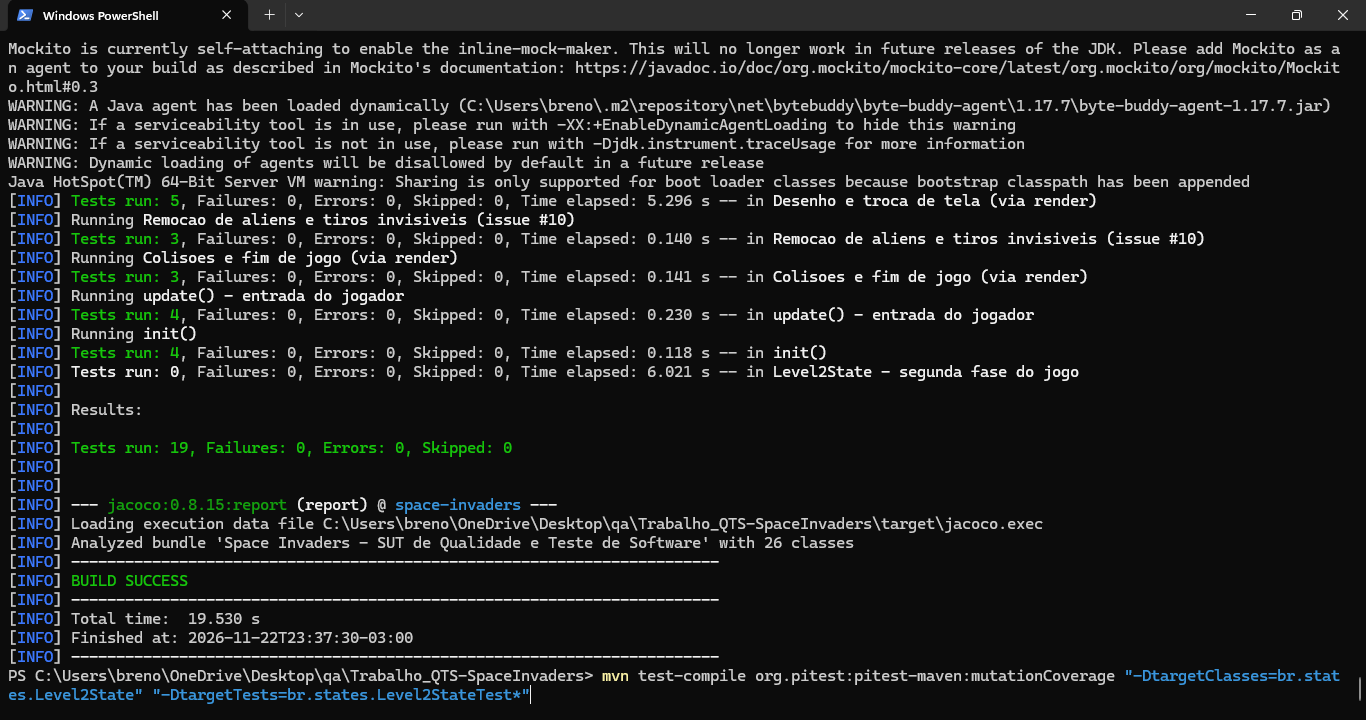 Windows PowerShell
Mockito is currently self-attaching to enable the inline-mock-maker. This will no longer work in future releases of the JDK. Please add Mockito as a
n agent to your build as described in Mockito's documentation: https://javadoc.io/doc/org.mockito/mockito-core/latest/org.mockito/org/mockito/Mockit
o.html#0.3
WARNING: A Java agent has been loaded dynamically (C:\Users\breno\.m2\repository\net\bytebuddy\byte-buddy-agent\1.17.7\byte-buddy-agent-1.17.7.jar)
WARNING: If a serviceability tool is in use, please run with -XX:+EnableDynamicAgentLoading to hide this warning
WARNING: If a serviceability tool is not in use, please run with -Djdk.instrument.traceUsage for more information
WARNING: Dynamic loading of agents will be disallowed by default in a future release
Java HotSpot(TM) 64-Bit Server VM warning: Sharing is only supported for boot loader classes because bootstrap classpath has been appended
[INFO] Tests run: 5, Failures: 0, Errors: 0, Skipped: 0, Time elapsed: 5.296 s -- in Desenho e troca de tela (via render)
[INFO] Running Remocao de aliens e tiros invisiveis (issue #10)
[INFO] Tests run: 3, Failures: 0, Errors: 0, Skipped: 0, Time elapsed: 0.140 s -- in Remocao de aliens e tiros invisiveis (issue #10)
[INFO] Running Colisoes e fim de jogo (via render)
[INFO] Tests run: 3, Failures: 0, Errors: 0, Skipped: 0, Time elapsed: 0.141 s -- in Colisoes e fim de jogo (via render)
[INFO] Running update() - entrada do jogador
[INFO] Tests run: 4, Failures: 0, Errors: 0, Skipped: 0, Time elapsed: 0.230 s -- in update() - entrada do jogador
[INFO] Running init()
[INFO] Tests run: 4, Failures: 0, Errors: 0, Skipped: 0, Time elapsed: 0.118 s -- in init()
[INFO] Tests run: 0, Failures: 0, Errors: 0, Skipped: 0, Time elapsed: 6.021 s -- in Level2State - segunda fase do jogo
[INFO]
[INFO] Results:
[INFO]
[INFO] Tests run: 19, Failures: 0, Errors: 0, Skipped: 0
[INFO]
[INFO]
[INFO] --- jacoco:0.8.15:report (report) @ space-invaders ---
[INFO] Loading execution data file C:\Users\breno\OneDrive\Desktop\qa\Trabalho_QTS-SpaceInvaders\target\jacoco.exec
[INFO] Analyzed bundle 'Space Invaders - SUT de Qualidade e Teste de Software' with 26 classes
[INFO] ------------------------------------------------------------------------
[INFO] BUILD SUCCESS
[INFO] ------------------------------------------------------------------------
[INFO] Total time:  19.530 s
[INFO] Finished at: 2026-11-22T23:37:30-03:00
[INFO] ------------------------------------------------------------------------
PS C:\Users\breno\OneDrive\Desktop\qa\Trabalho_QTS-SpaceInvaders> mvn test-compile org.pitest:pitest-maven:mutationCoverage "-DtargetClasses=br.stat
es.Level2State" "-DtargetTests=br.states.Level2StateTest*"